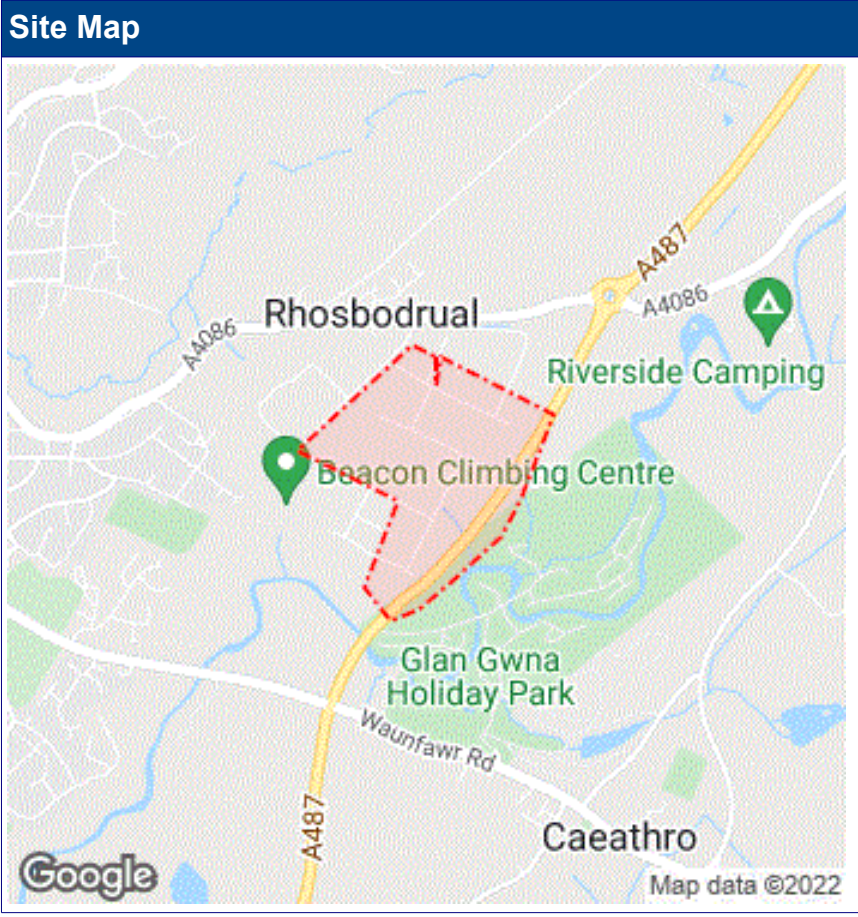 Site Map
A487
A4086
Rhosbodrual
A4086
Riverside Camping
Beacon Climbing Centre
Glan Gwna
Holiday Park
Waunfawr Rd
A487
Caeathro
Google
Map data ©2022